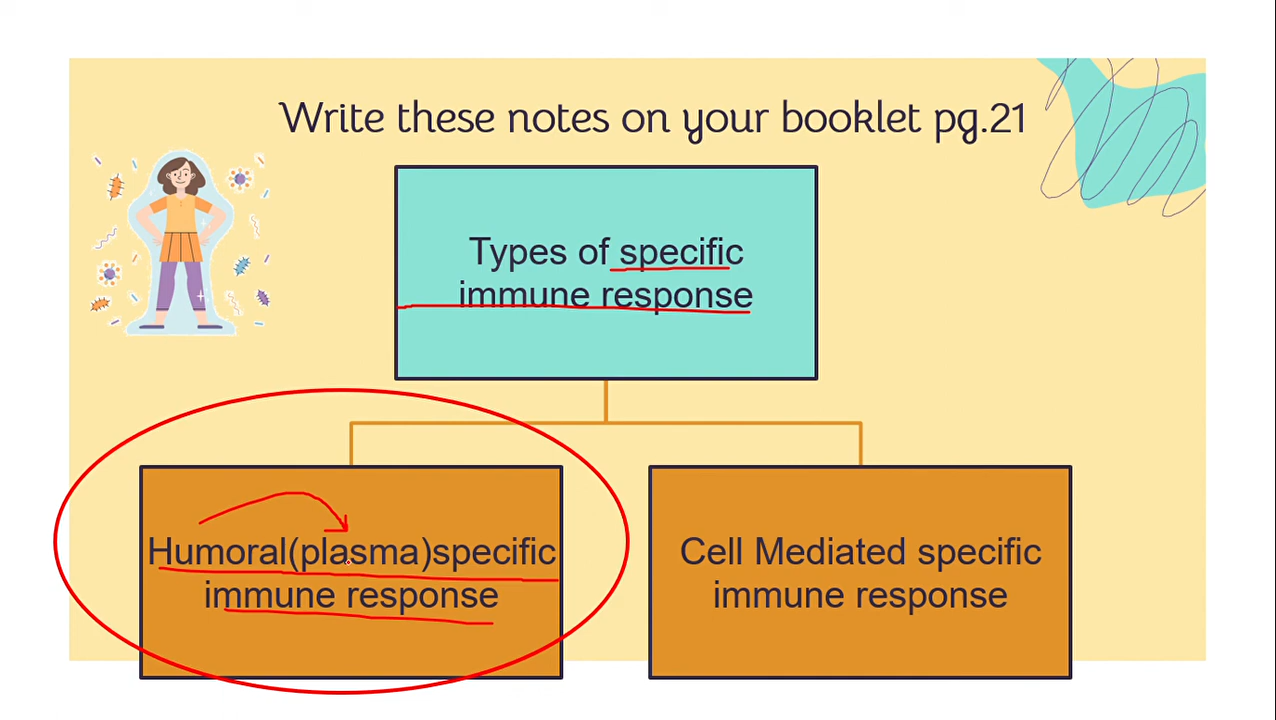 Write these notes on your booklet pg.21
Types of specific
immune response
Humoral(plasma)specific
immune response
Cell Mediated specific
immune response